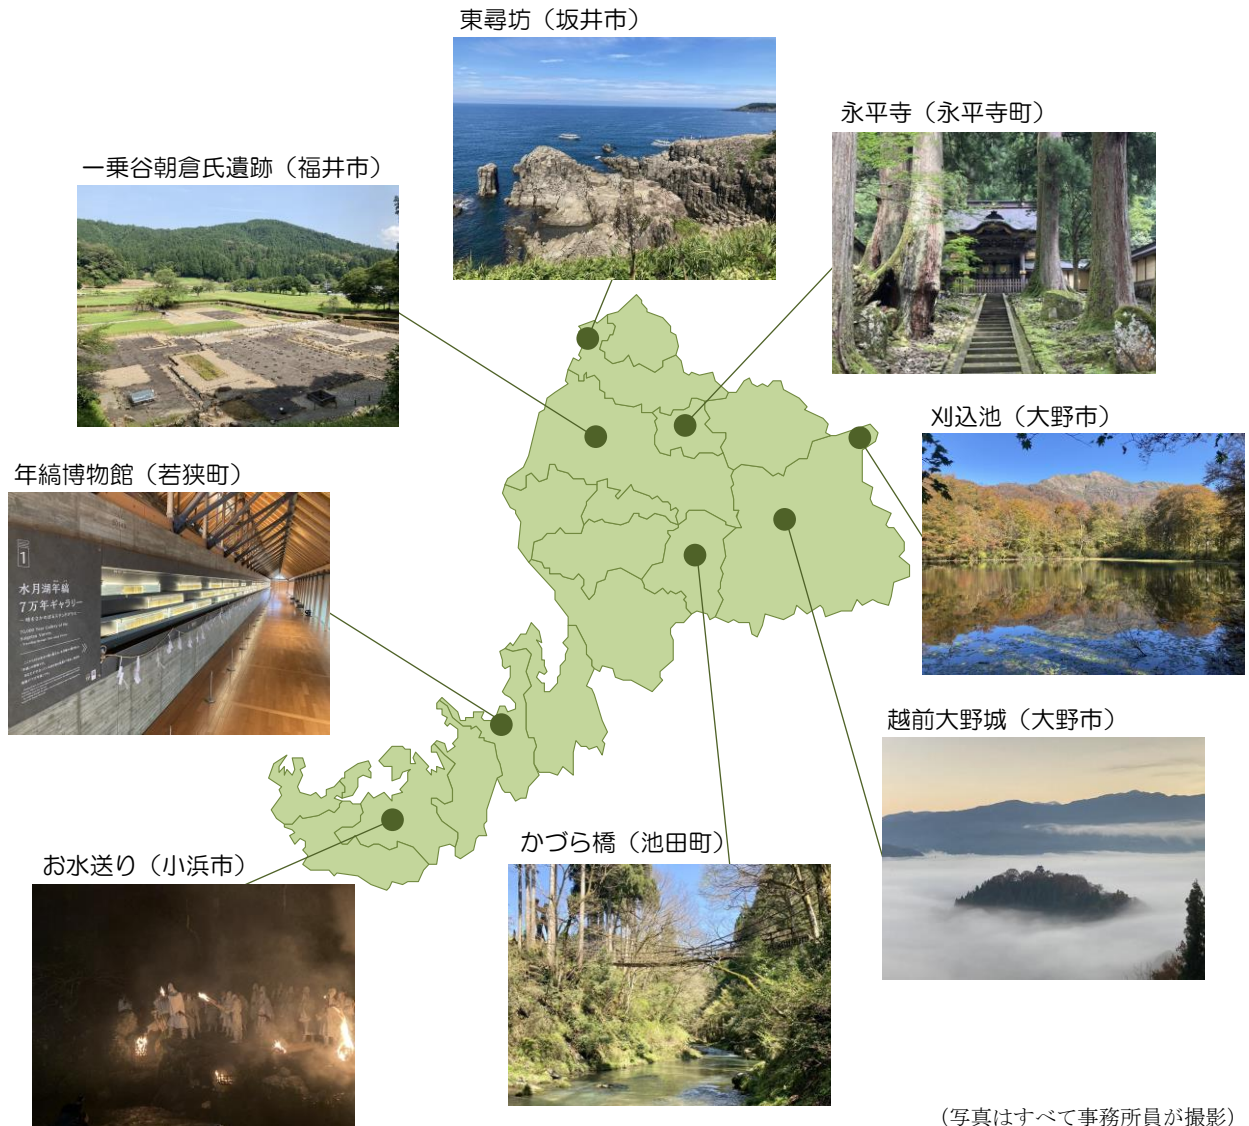 東尋坊（坂井市）
永平寺（永平寺町）
一乗谷朝倉氏遺跡（福井市）
刈込池（大野市）
年縞博物館（若狭町）
1
水月湖年縞
7万年ギャラリー
越前大野城（大野市）
かづら橋（池田町）
お水送り（小浜市）
（写真はすべて事務所員が撮影）